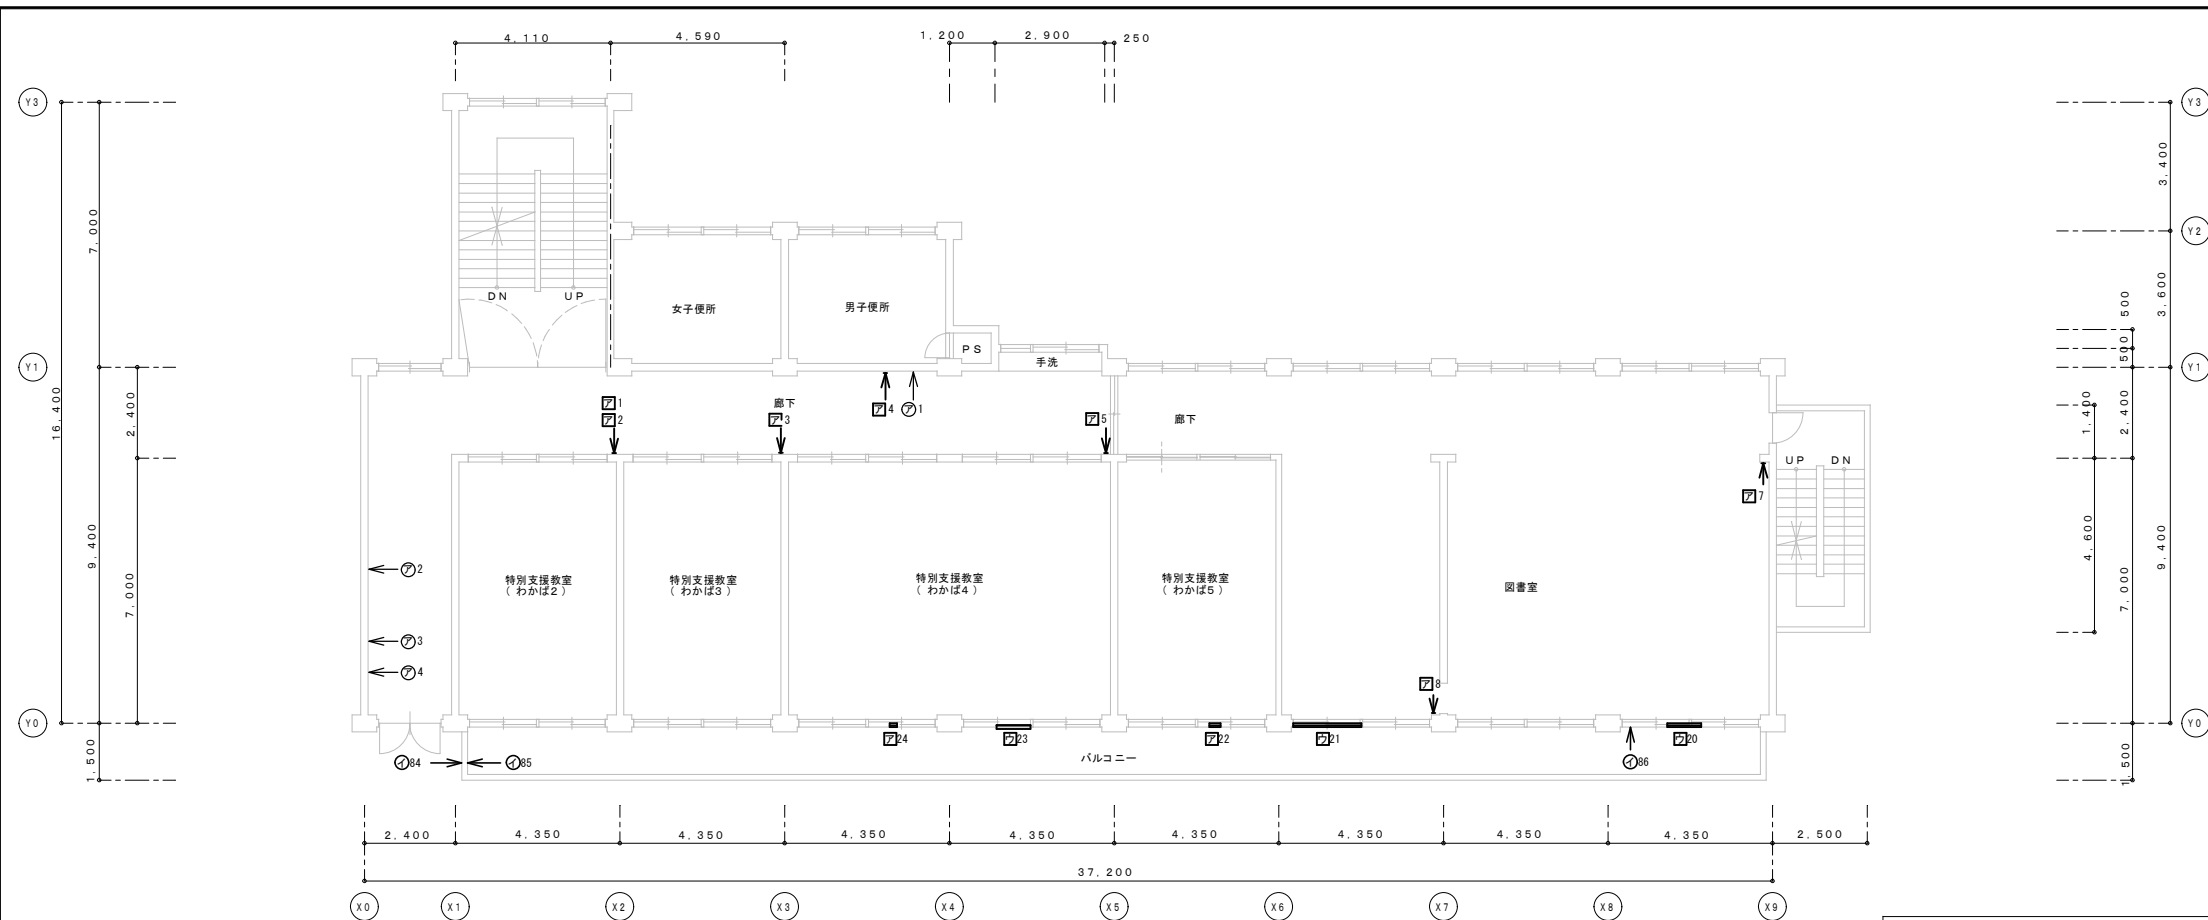 4,110
4,590
1,200
2,900
250
Y3
Y3
3,400
7,000
Y2
DN
UP
女子便所
男子便所
500
3,600
PS
手洗
500
Y1
Y1
16,400
2,400
ア1
ア2
廊下
ア3
ア4
ア1
ア5
廊下
1,400
2,400
UP
DN
ア7
9,400
7,000
ア2
特別支援教室
(わかば2)
特別支援教室
(わかば3)
特別支援教室
(わかば4)
特別支援教室
(わかば5)
図書室
4,600
7,000
9,400
ア3
ア4
ア8
Y0
Y0
ア24
ウ23
ア22
ウ21
ウ20
1,500
イ84
イ85
バルコニー
イ86
1,500
2,400
4,350
4,350
4,350
4,350
4,350
4,350
4,350
4,350
2,500
37,200
X0
X1
X2
X3
X4
X5
X6
X7
X8
X9